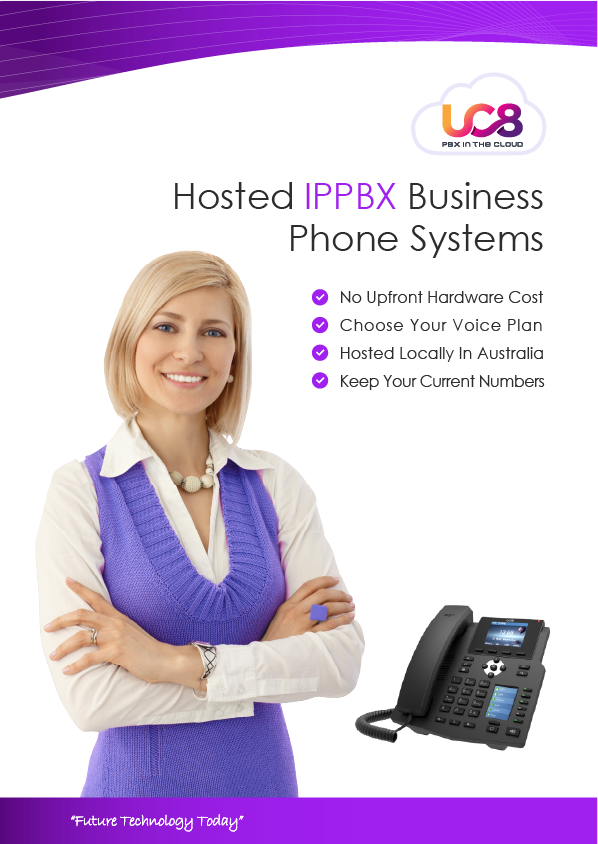 UC8
PBX IN THE CLOUD
Hosted IPPBX Business
Phone Systems
No Upfront Hardware Cost
Choose Your Voice Plan
Hosted Locally In Australia
Keep Your Current Numbers
“Future Technology Today”